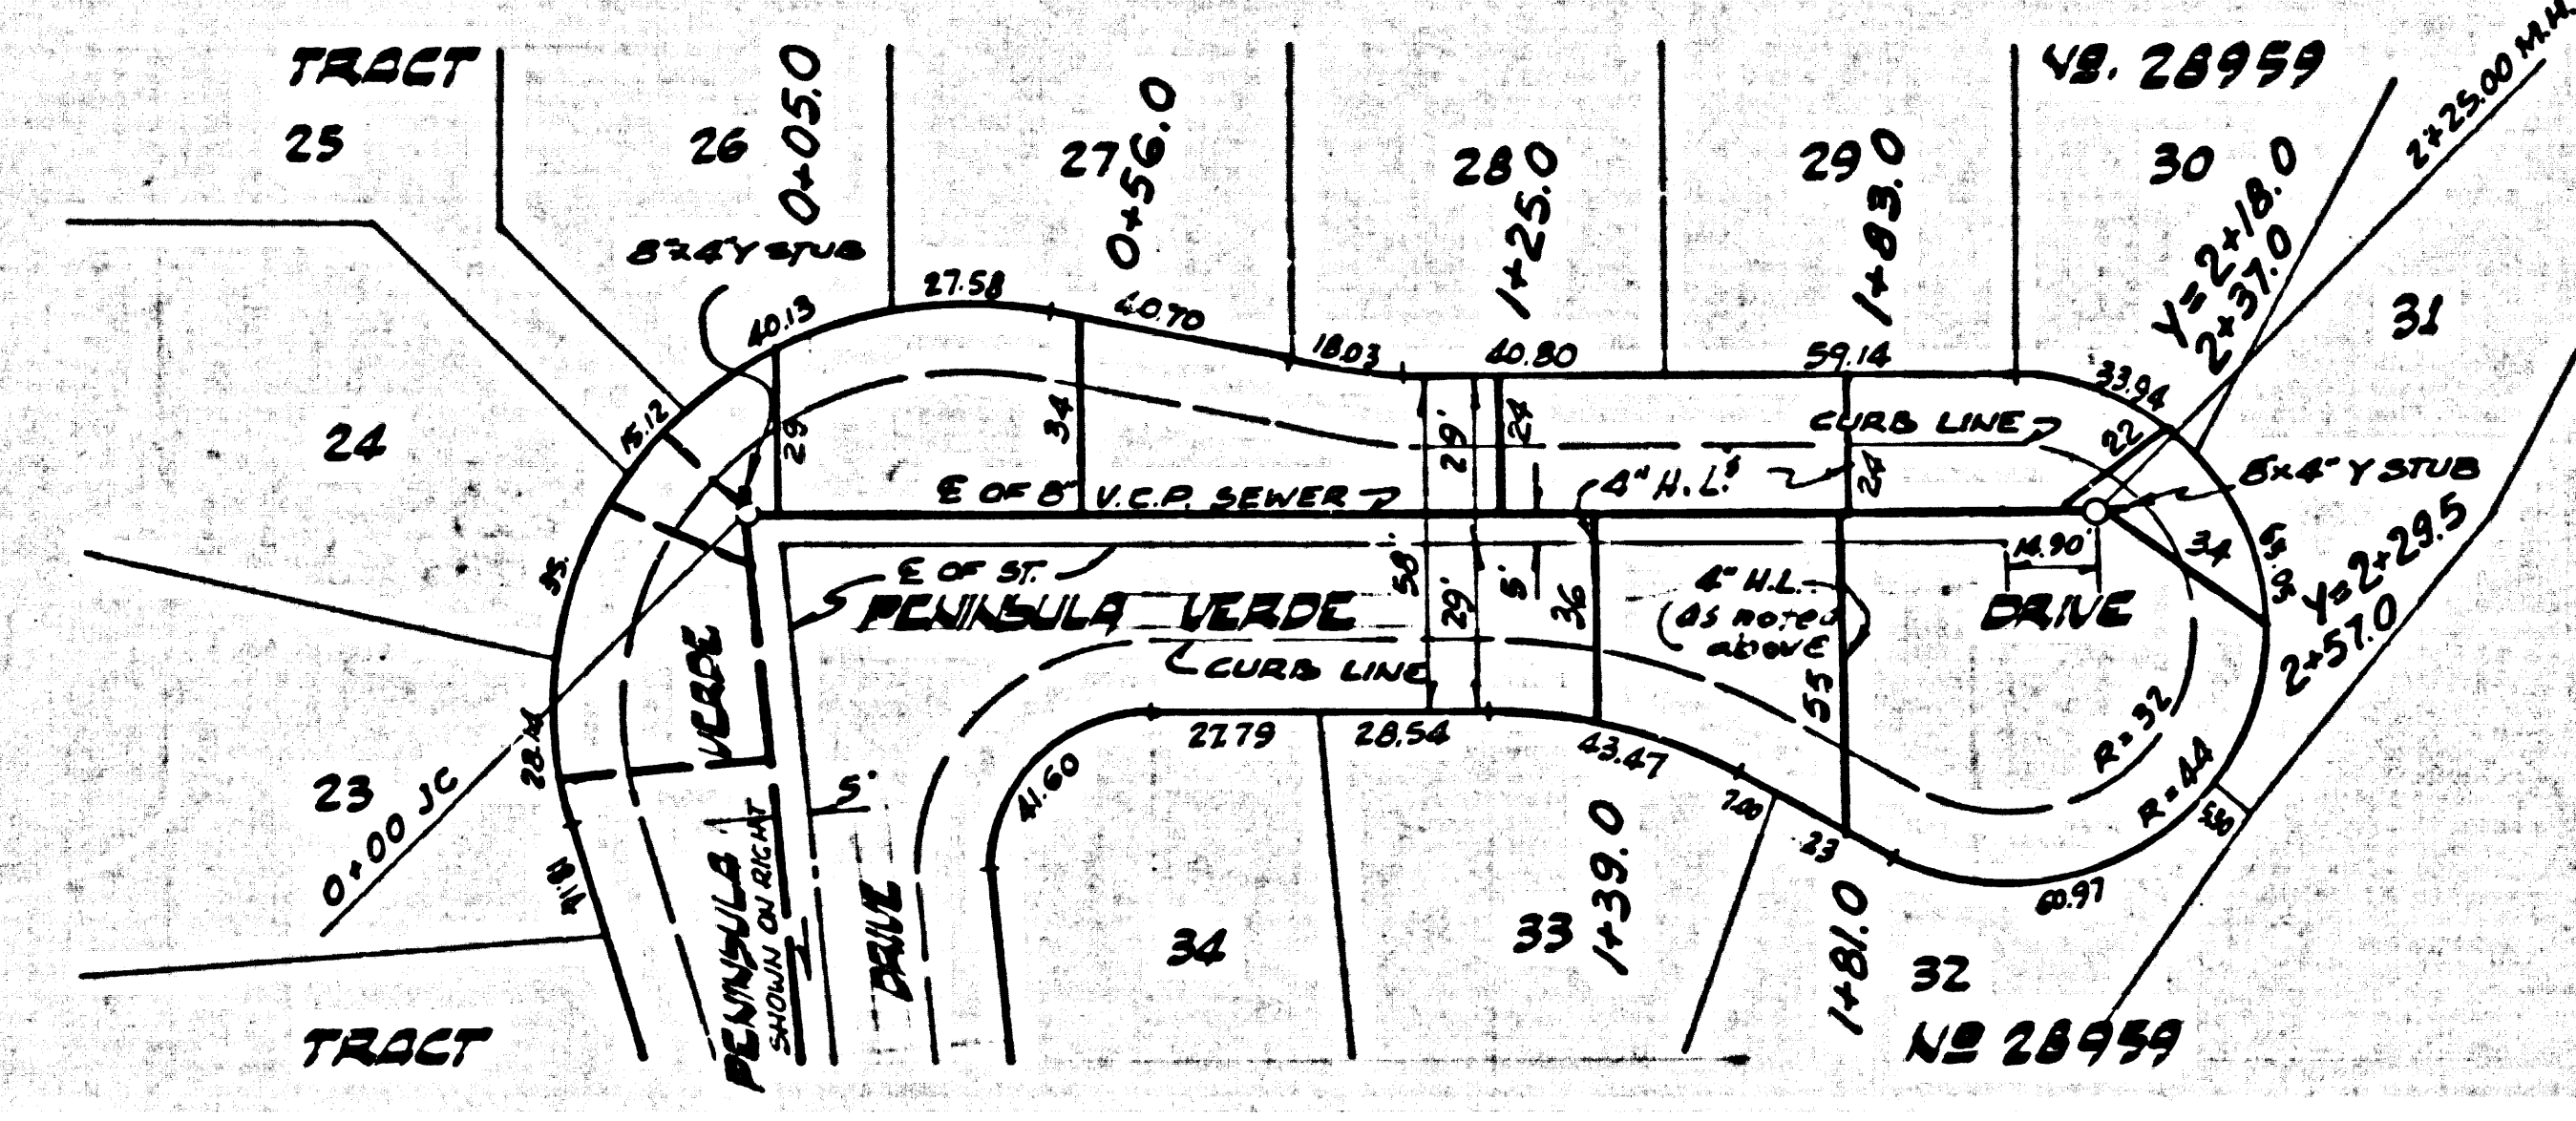 TRACT
Nº. 28959
2+25.00 M.H.
25
26
0+05.0
27
0+56.0
28
1+25.0
29
1+83.0
30
Y=2+18.0
2+37.0
31
8"x4"Y STUB
40.13
27.58
40.70
18.03
40.80
59.14
33.94
15.12
24
29
34
29'
24
CURB LINE
22
8x4" Y STUB
℄ OF 8" V.C.P. SEWER
4" H.L.s
24
35.
℄ OF ST.
58'
29'
5'
36
4" H.L.
(as noted
above
14.90'
34
Y=2+29.5
2+57.0
PENINSULA VERDE
DRIVE
CURB LINE
VERDE
55
R=32
R=44
28.14
23
0+00 JC
5'
41.60
27.79
28.54
43.47
7.00
23
60.97
41.81
PENINSULA
SHOWN ON RIGHT
DRIVE
34
33
1+39.0
1+81.0
32
TRACT
Nº 28959